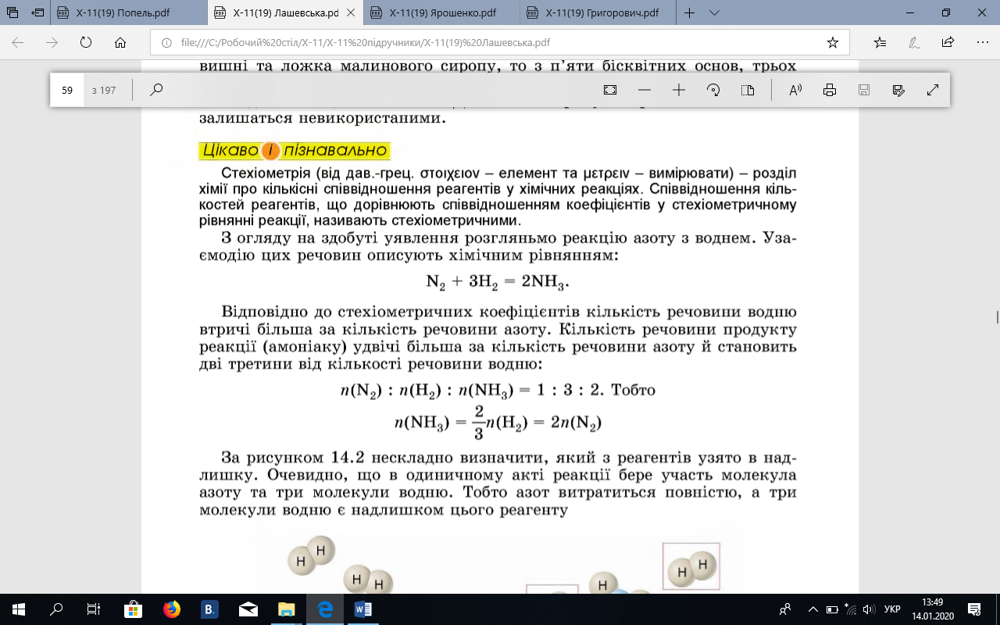 X-11(19) Попель.pdf
X-11(19) Лашевська.pd
X-11(19) Ярошенко.pdf
X-11(19) Григорович.pdf
file:///C:/Робочий%20стіл/X-11/X-11%20підручники/X-11(19)%20Лашевська.pdf
вишні та ложка малинового сиропу, то з п’яти бісквітних основ, трьох
59 з 197
залишаться невикористаними.
Цікаво і пізнавально
Стехіометрія (від дав.-грец. στοιχειον – елемент та μετρειν – вимірювати) – розділ
хімії про кількісні співвідношення реагентів у хімічних реакціях. Співвідношення кіль-
костей реагентів, що дорівнюють співвідношенням коефіцієнтів у стехіометричному
рівнянні реакції, називають стехіометричними.
З огляду на здобуті уявлення розгляньмо реакцію азоту з воднем. Уза-
ємодію цих речовин описують хімічним рівнянням:
N₂ + 3H₂ = 2NH₃.
Відповідно до стехіометричних коефіцієнтів кількість речовини водню
втричі більша за кількість речовини азоту. Кількість речовини продукту
реакції (амоніаку) удвічі більша за кількість речовини азоту й становить
дві третини від кількості речовини водню:
n(N₂) : n(H₂) : n(NH₃) = 1 : 3 : 2. Тобто
n(NH₃) = 2/3 n(H₂) = 2n(N₂)
За рисунком 14.2 нескладно визначити, який з реагентів узято в над-
лишку. Очевидно, що в одиничному акті реакції бере участь молекула
азоту та три молекули водню. Тобто азот витратиться повністю, а три
молекули водню є надлишком цього реагенту
H H
H H
H
H H
B.
УКР
13:49
14.01.2020